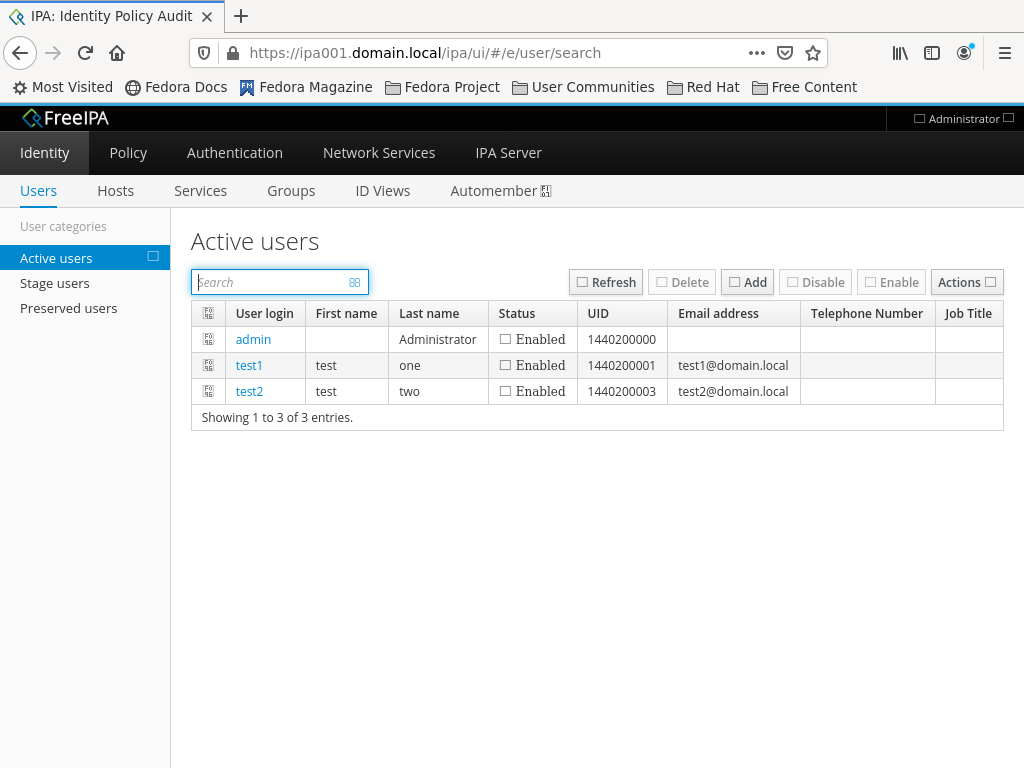 IPA: Identity Policy Audit
https://ipa001.domain.local/ipa/ui/#/e/user/search
Most Visited Fedora Docs Fedora Magazine Fedora Project User Communities Red Hat Free Content
FreeIPA Administrator
Identity Policy Authentication Network Services IPA Server
Users Hosts Services Groups ID Views Automember
User categories
Active users
Stage users
Preserved users
Active users
Search Refresh Delete Add Disable Enable Actions
User login First name Last name Status UID Email address Telephone Number Job Title
admin Administrator Enabled 1440200000
test1 test one Enabled 1440200001 test1@domain.local
test2 test two Enabled 1440200003 test2@domain.local
Showing 1 to 3 of 3 entries.